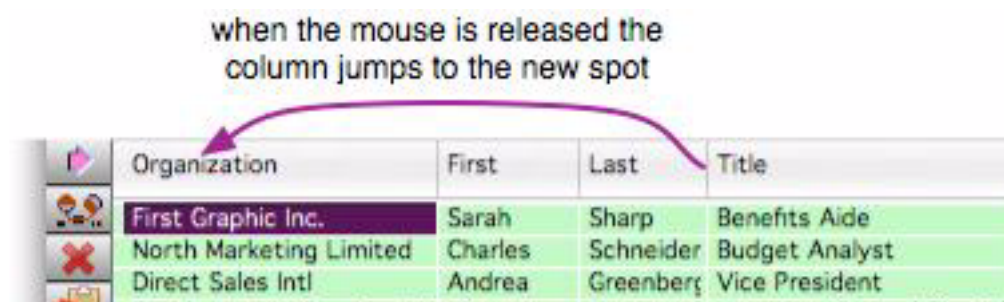 when the mouse is released the
column jumps to the new spot
Organization First Last Title
First Graphic Inc. Sarah Sharp Benefits Aide
North Marketing Limited Charles Schneider Budget Analyst
Direct Sales Intl Andrea Greenberg Vice President